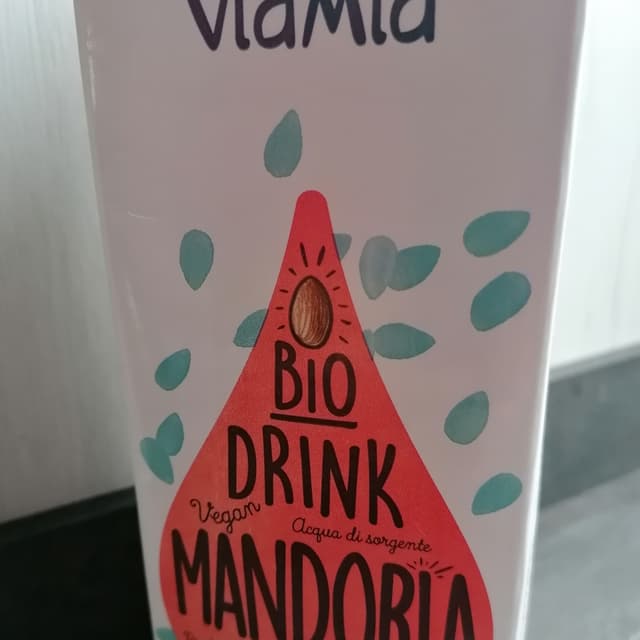 viaMia
BIO
DRINK
Vegan
Acqua di sorgente
MANDORLA